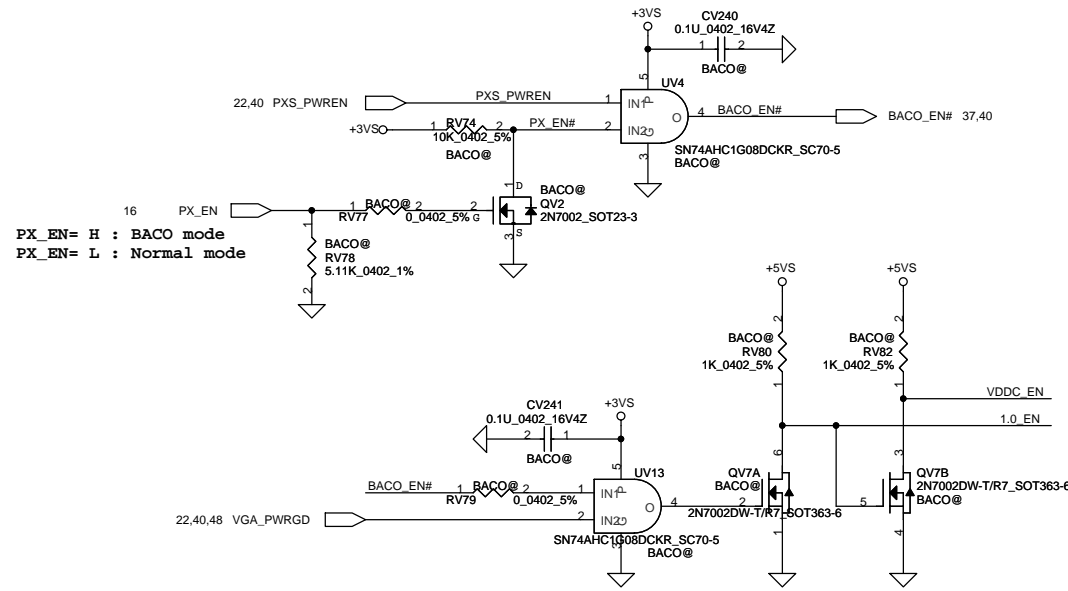 +3VS
CV240
0.1U_0402_16V4Z
1 2
BACO@
5
UV4
22,40 PXS_PWREN
PXS_PWREN
1
IN1
P
4
BACO_EN#
BACO_EN# 37,40
O
+3VS
1
RV74
2
PX_EN#
2
IN2
G
10K_0402_5%
BACO@
SN74AHC1G08DCKR_SC70-5
BACO@
3
1
D
BACO@
QV2
2N7002_SOT23-3
16 PX_EN
1
BACO@
2
2
G
RV77
0_0402_5%
S
3
PX_EN= H : BACO mode
PX_EN= L : Normal mode
1
BACO@
RV78
5.11K_0402_1%
2
+5VS
+5VS
2
2
BACO@
RV80
1K_0402_5%
1
BACO@
RV82
1K_0402_5%
1
VDDC_EN
1.0_EN
CV241
0.1U_0402_16V4Z
+3VS
2 1
BACO@
5
UV13
BACO_EN#
1
2
RV79
0_0402_5%
1
IN1
P
O
4
22,40,48 VGA_PWRGD
2
IN2
G
3
SN74AHC1G08DCKR_SC70-5
BACO@
6
QV7A
BACO@
2
2N7002DW-T/R7_SOT363-6
1
3
QV7B
2N7002DW-T/R7_SOT363-6
BACO@
5
4